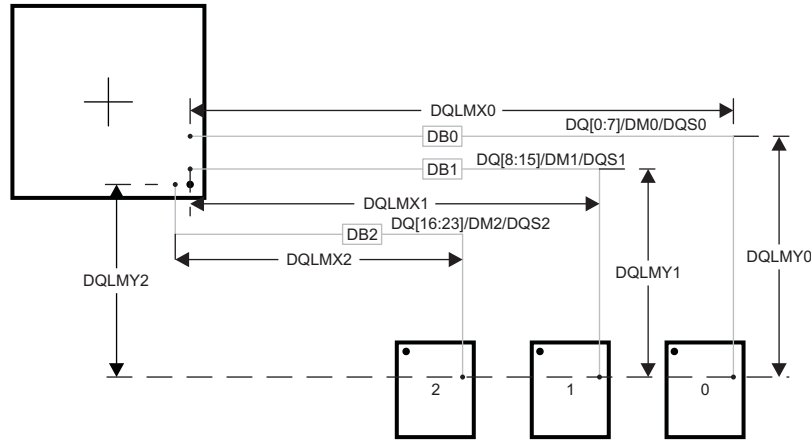 DQLMX0
DQ[0:7]/DM0/DQS0
DB0
DQ[8:15]/DM1/DQS1
DB1
DQLMX1
DQ[16:23]/DM2/DQS2
DB2
DQLMX2
DQLMY0
DQLMY1
DQLMY2
2
1
0